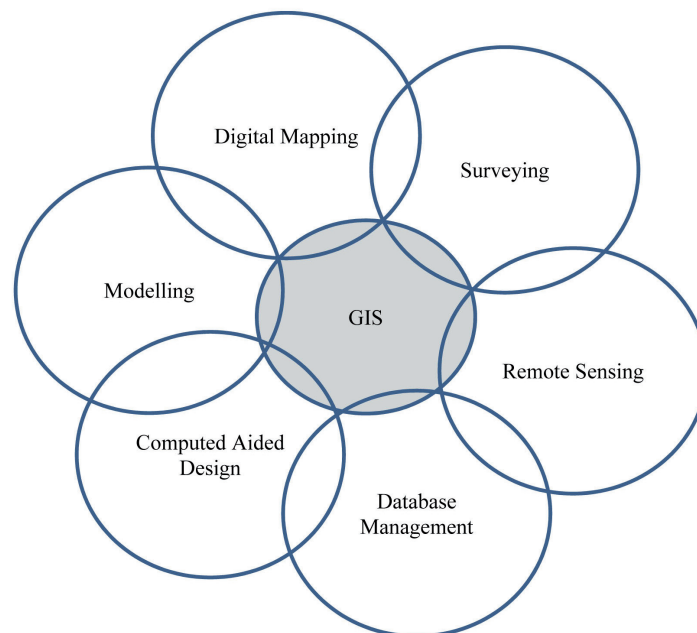 Digital Mapping
Surveying
Modelling
GIS
Remote Sensing
Computed Aided
Design
Database
Management